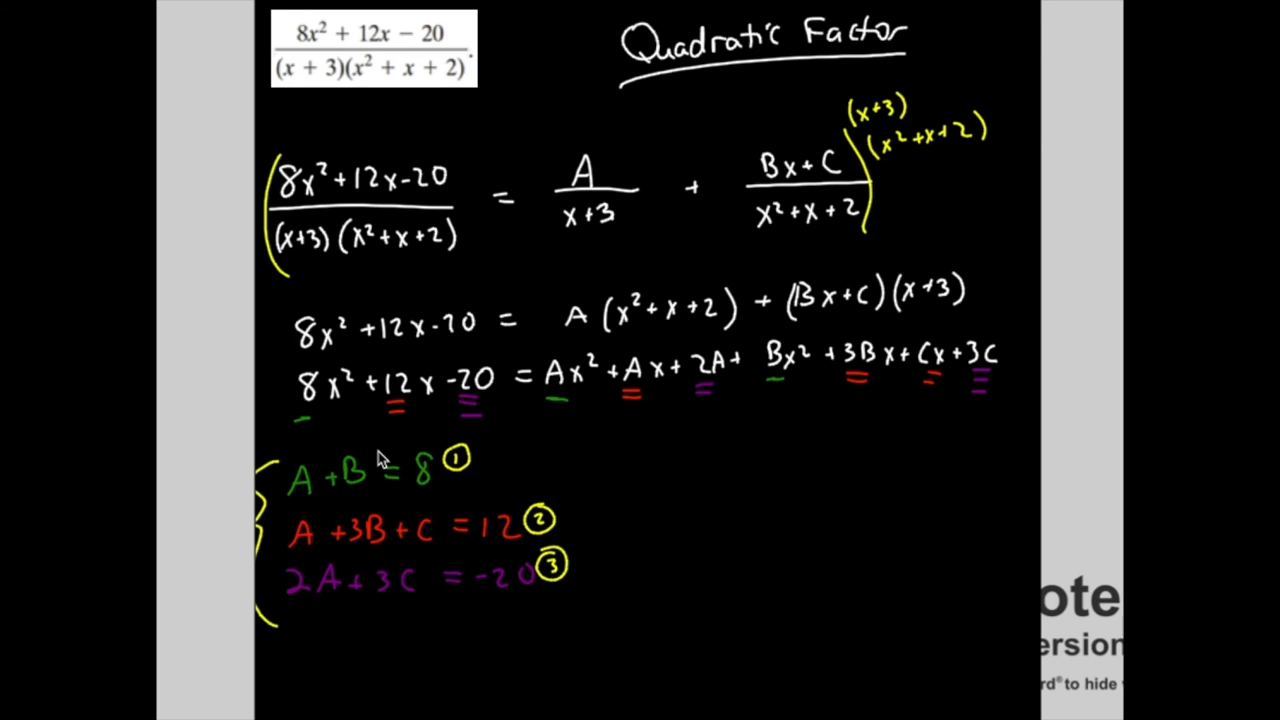 8x² + 12x − 20
(x + 3)(x² + x + 2).
Quadratic Factor
(x+3)
(x²+x+2)
8x²+12x-20 = A + Bx+C
(x+3)(x²+x+2) x+3 x²+x+2
8x²+12x-20 = A(x²+x+2) + (Bx+C)(x+3)
8x²+12x-20 = Ax²+Ax+2A+ Bx²+3Bx+Cx+3C
A+B=8 ①
A+3B+C=12 ②
2A+3C=-20 ③
ote
ersion
rd® to hide